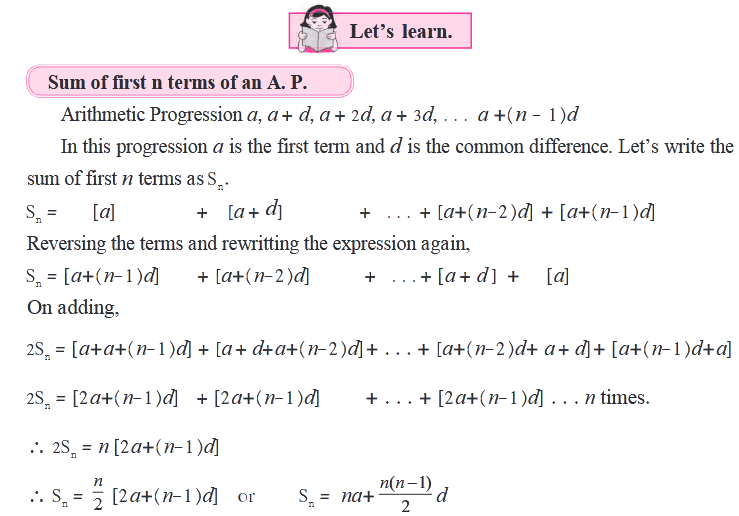 Let's learn.
Sum of first n terms of an A. P.
Arithmetic Progression a, a + d, a + 2d, a + 3d, . . . a +(n - 1)d
In this progression a is the first term and d is the common difference. Let's write the
sum of first n terms as Sₙ.
Sₙ = [a] + [a + d] + . . . + [a+(n-2)d] + [a+(n-1)d]
Reversing the terms and rewritting the expression again,
Sₙ = [a+(n-1)d] + [a+(n-2)d] + . . . + [a + d] + [a]
On adding,
2Sₙ = [a+a+(n-1)d] + [a + d+a+(n-2)d]+ . . . + [a+(n-2)d+ a + d]+ [a+(n-1)d+a]
2Sₙ = [2a+(n-1)d] + [2a+(n-1)d] + . . . + [2a+(n-1)d] . . . n times.
∴ 2Sₙ = n [2a+(n-1)d]
∴ Sₙ = n/2 [2a+(n-1)d] or Sₙ = na+ n(n-1)/2 d